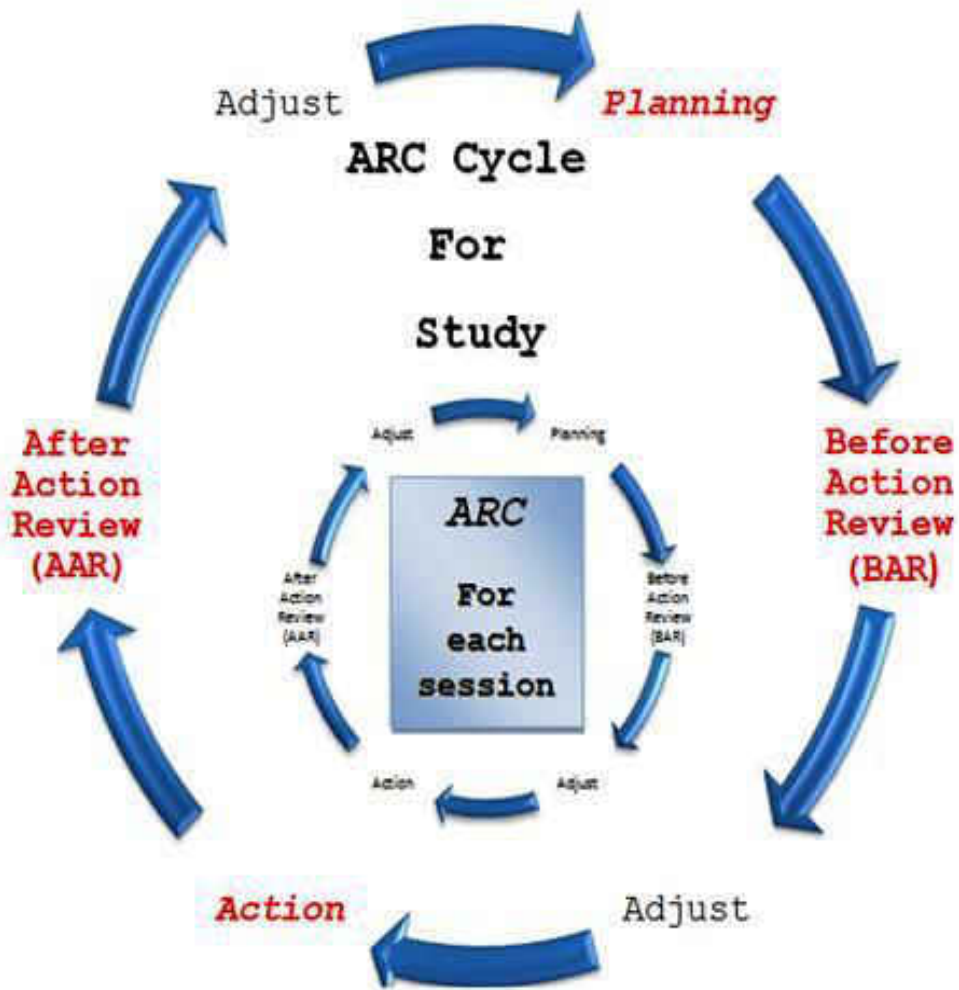 Adjust
Planning
ARC Cycle
For
Study
After
Action
Review
(AAR)
Before
Action
Review
(BAR)
Adjust
Planning
ARC
For
each
session
After
Action
Review
(AAR)
Before
Action
Review
(BAR)
Action
Adjust
Action
Adjust